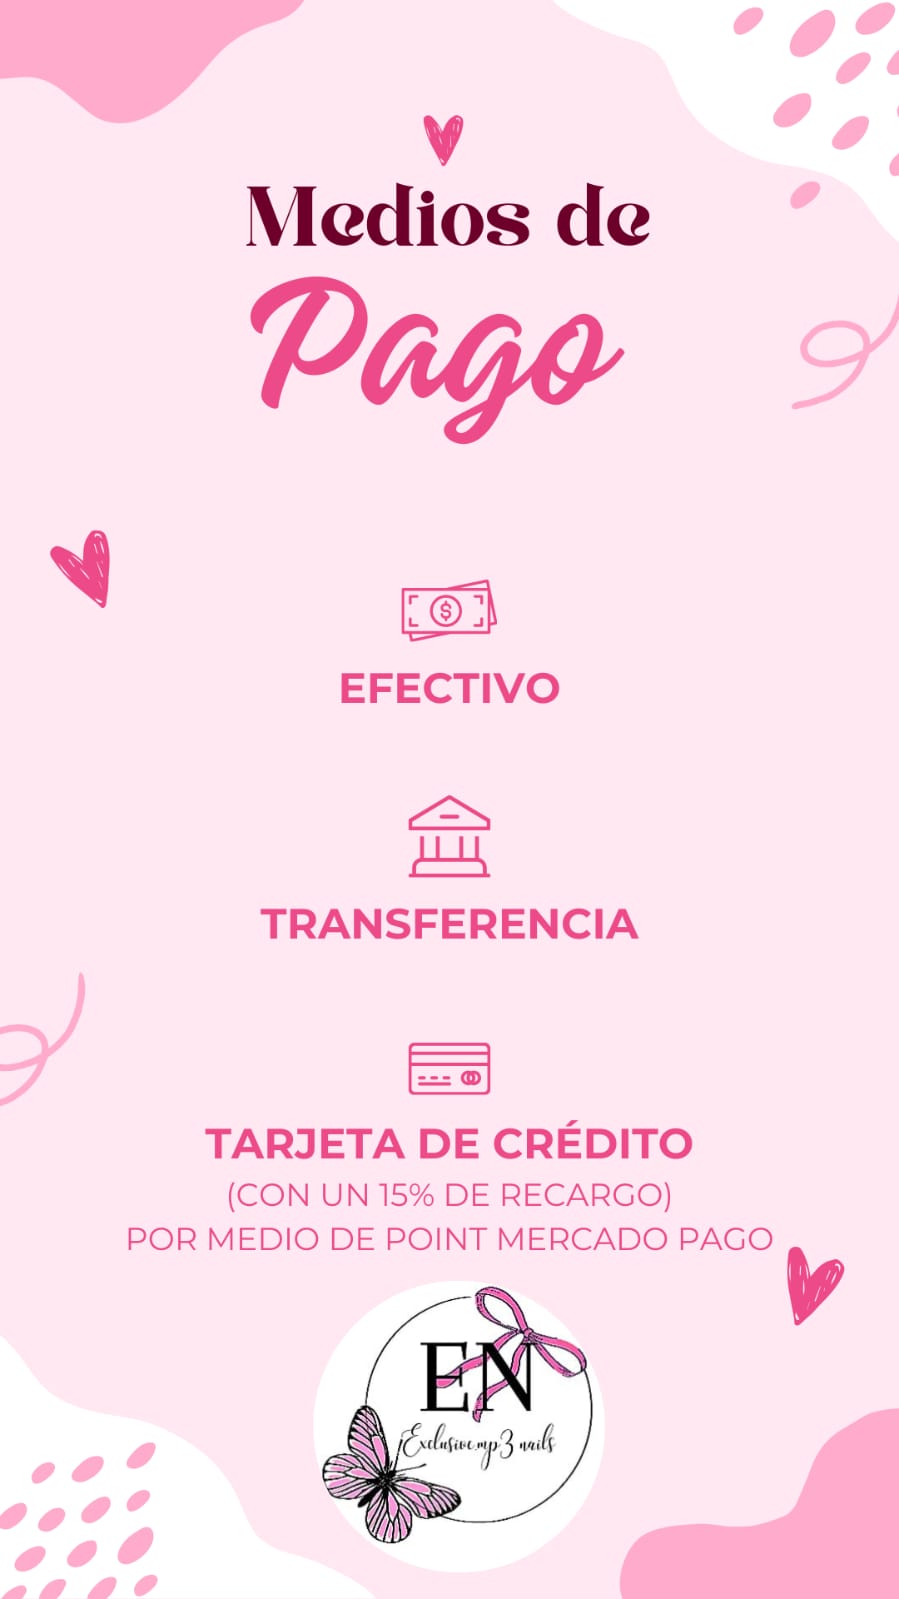 Medios de
Pago
EFECTIVO
TRANSFERENCIA
TARJETA DE CRÉDITO
(CON UN 15% DE RECARGO)
POR MEDIO DE POINT MERCADO PAGO
EN
Exclusive.mp3 nails